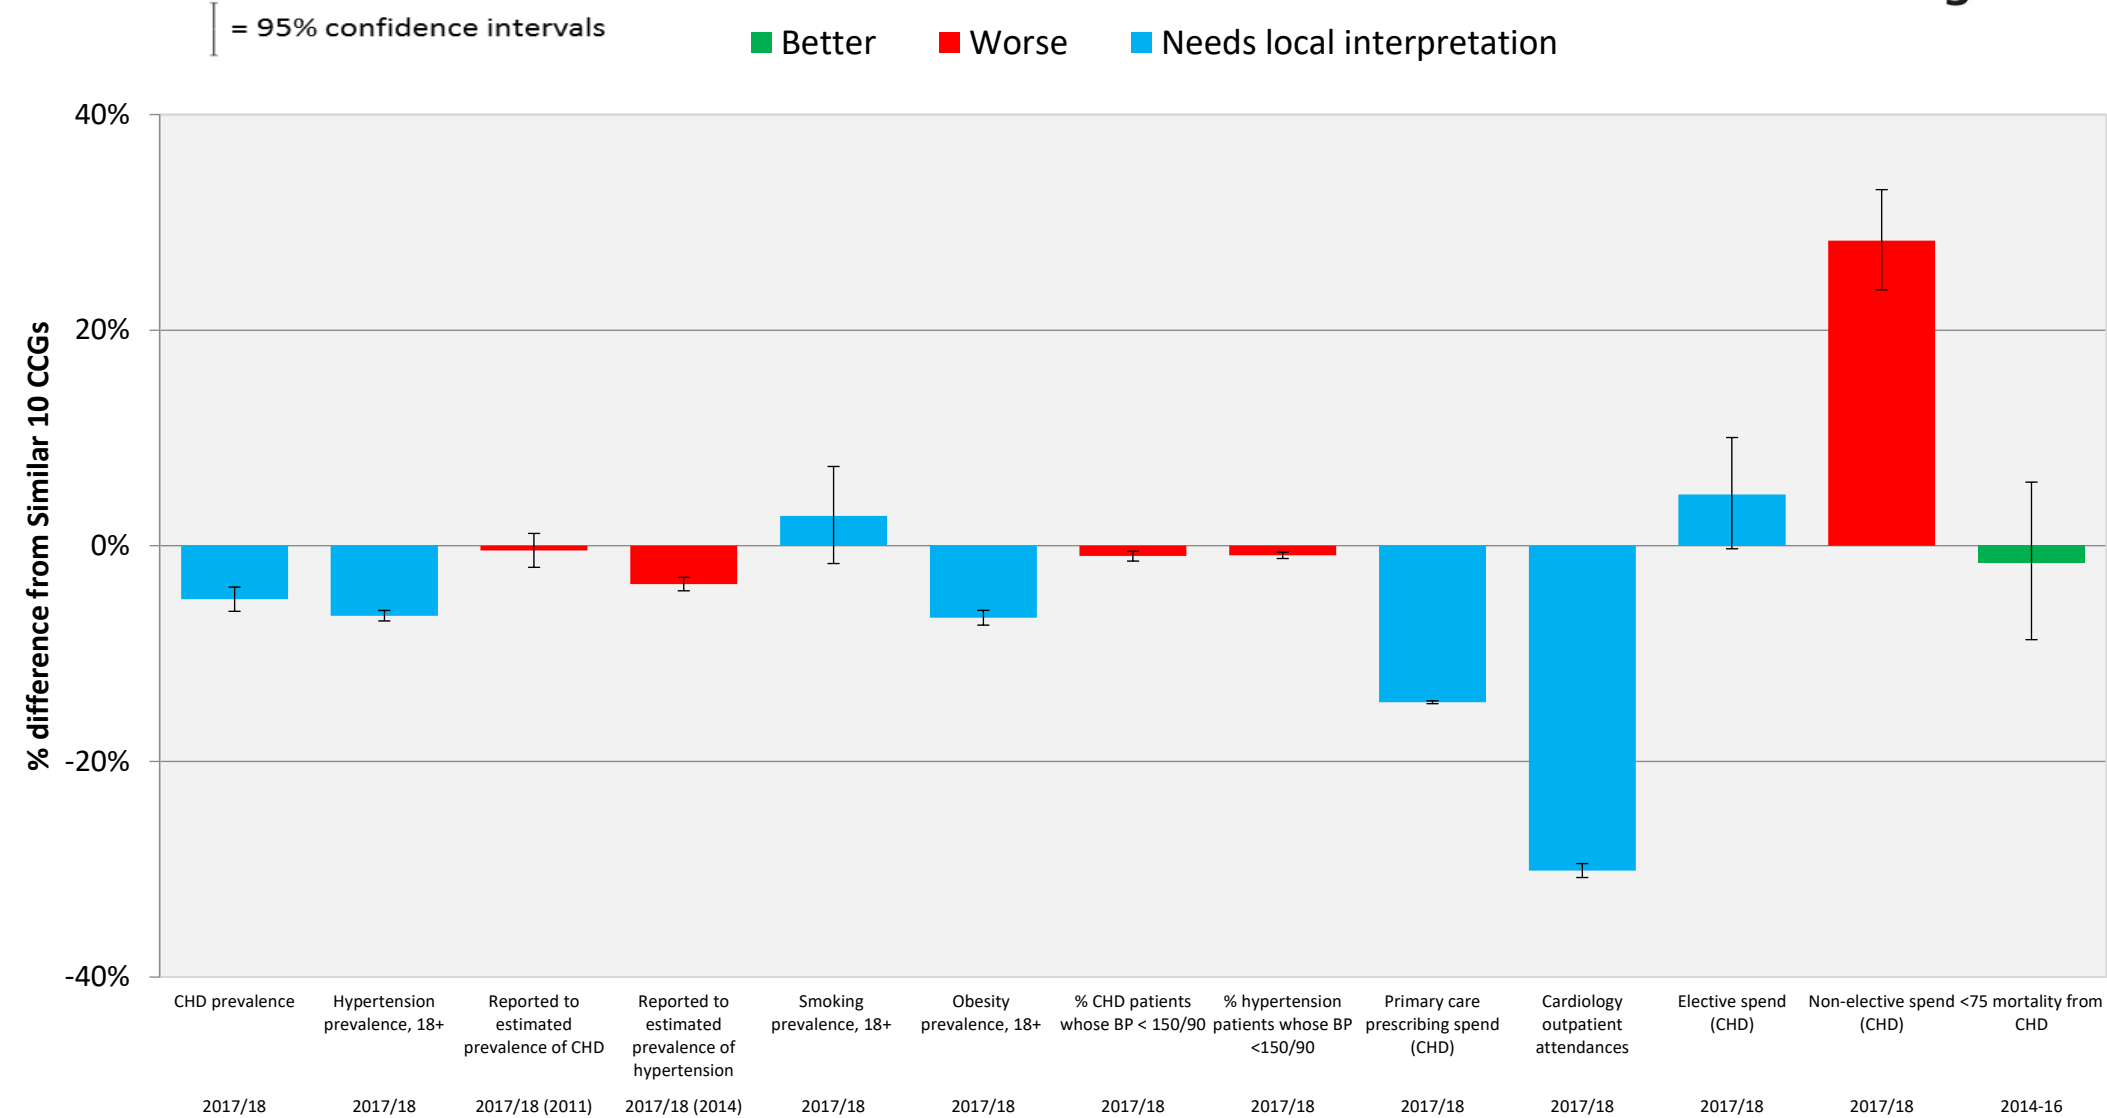 = 95% confidence intervals
Better Worse Needs local interpretation
% difference from Similar 10 CCGs
40%
20%
0%
-20%
-40%
CHD prevalence
2017/18
Hypertension
prevalence, 18+
2017/18
Reported to
estimated
prevalence of CHD
2017/18 (2011)
Reported to
estimated
prevalence of
hypertension
2017/18 (2014)
Smoking
prevalence, 18+
2017/18
Obesity
prevalence, 18+
2017/18
% CHD patients
whose BP < 150/90
2017/18
% hypertension
patients whose BP
<150/90
2017/18
Primary care
prescribing spend
(CHD)
2017/18
Cardiology
outpatient
attendances
2017/18
Elective spend
(CHD)
2017/18
Non-elective spend
(CHD)
2017/18
<75 mortality from
CHD
2014-16